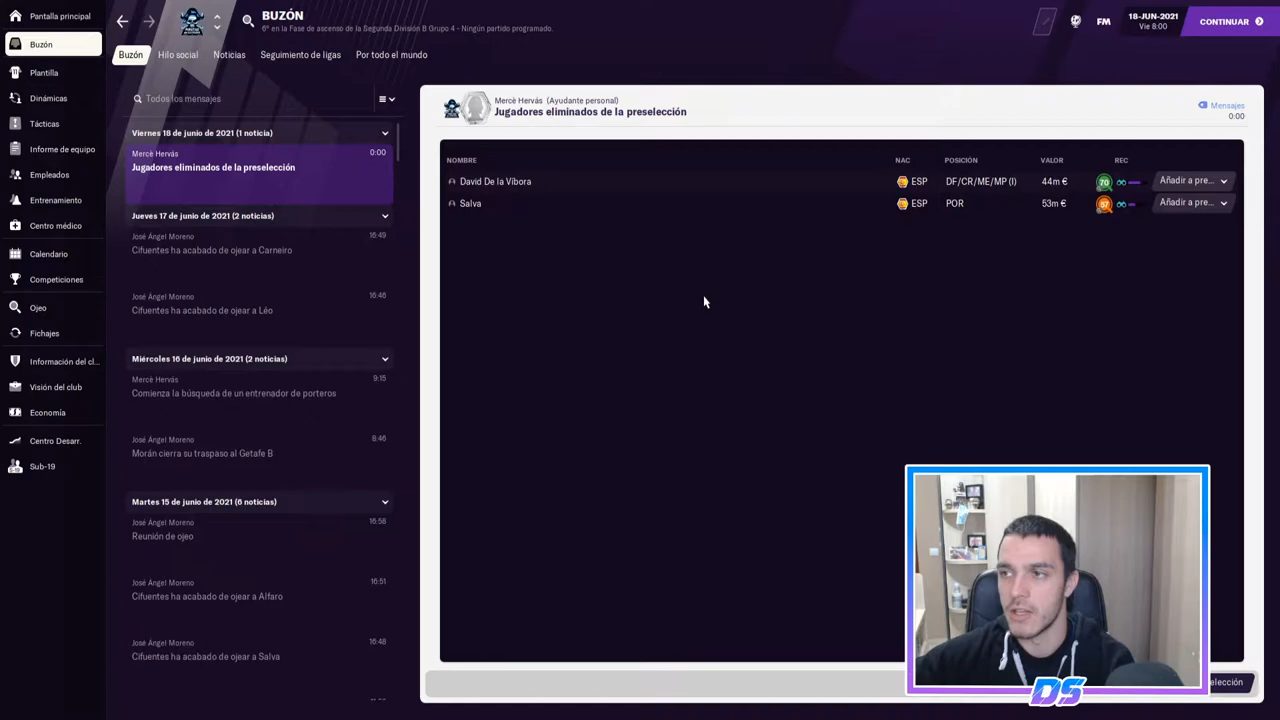 Pantalla principal
BUZÓN
6º en la Fase de ascenso de la Segunda División B Grupo 4 - Ningún partido programado.
FM
18-JUN-2021
Vie 8:00
CONTINUAR
Buzón
Plantilla
Dinámicas
Tácticas
Informe de equipo
Empleados
Entrenamiento
Centro médico
Calendario
Competiciones
Ojeo
Fichajes
Información del cl...
Visión del club
Economía
Centro Desarr.
Sub-19
Buzón Hilo social Noticias Seguimiento de ligas Por todo el mundo
Todos los mensajes
Viernes 18 de junio de 2021 (1 noticia)
Mercè Hervás 0:00
Jugadores eliminados de la preselección
Jueves 17 de junio de 2021 (2 noticias)
José Ángel Moreno 16:49
Cifuentes ha acabado de ojear a Carneiro
José Ángel Moreno 16:46
Cifuentes ha acabado de ojear a Léo
Miércoles 16 de junio de 2021 (2 noticias)
Mercè Hervás 9:15
Comienza la búsqueda de un entrenador de porteros
José Ángel Moreno 8:46
Morán cierra su traspaso al Getafe B
Martes 15 de junio de 2021 (6 noticias)
José Ángel Moreno 16:58
Reunión de ojeo
José Ángel Moreno 16:51
Cifuentes ha acabado de ojear a Alfaro
José Ángel Moreno 16:48
Cifuentes ha acabado de ojear a Salva
Mercè Hervás (Ayudante personal)
Jugadores eliminados de la preselección
Mensajes
0:00
NOMBRE NAC POSICIÓN VALOR REC
David De la Víbora ESP DF/CR/ME/MP (I) 44m € 70 Añadir a pre...
Salva ESP POR 53m € 67 Añadir a pre...
elección
DS